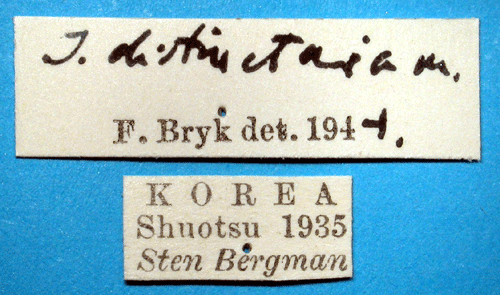 J. distinctaria m.
F. Bryk det. 1944.
KOREA
Shuotsu 1935
Sten Bergman